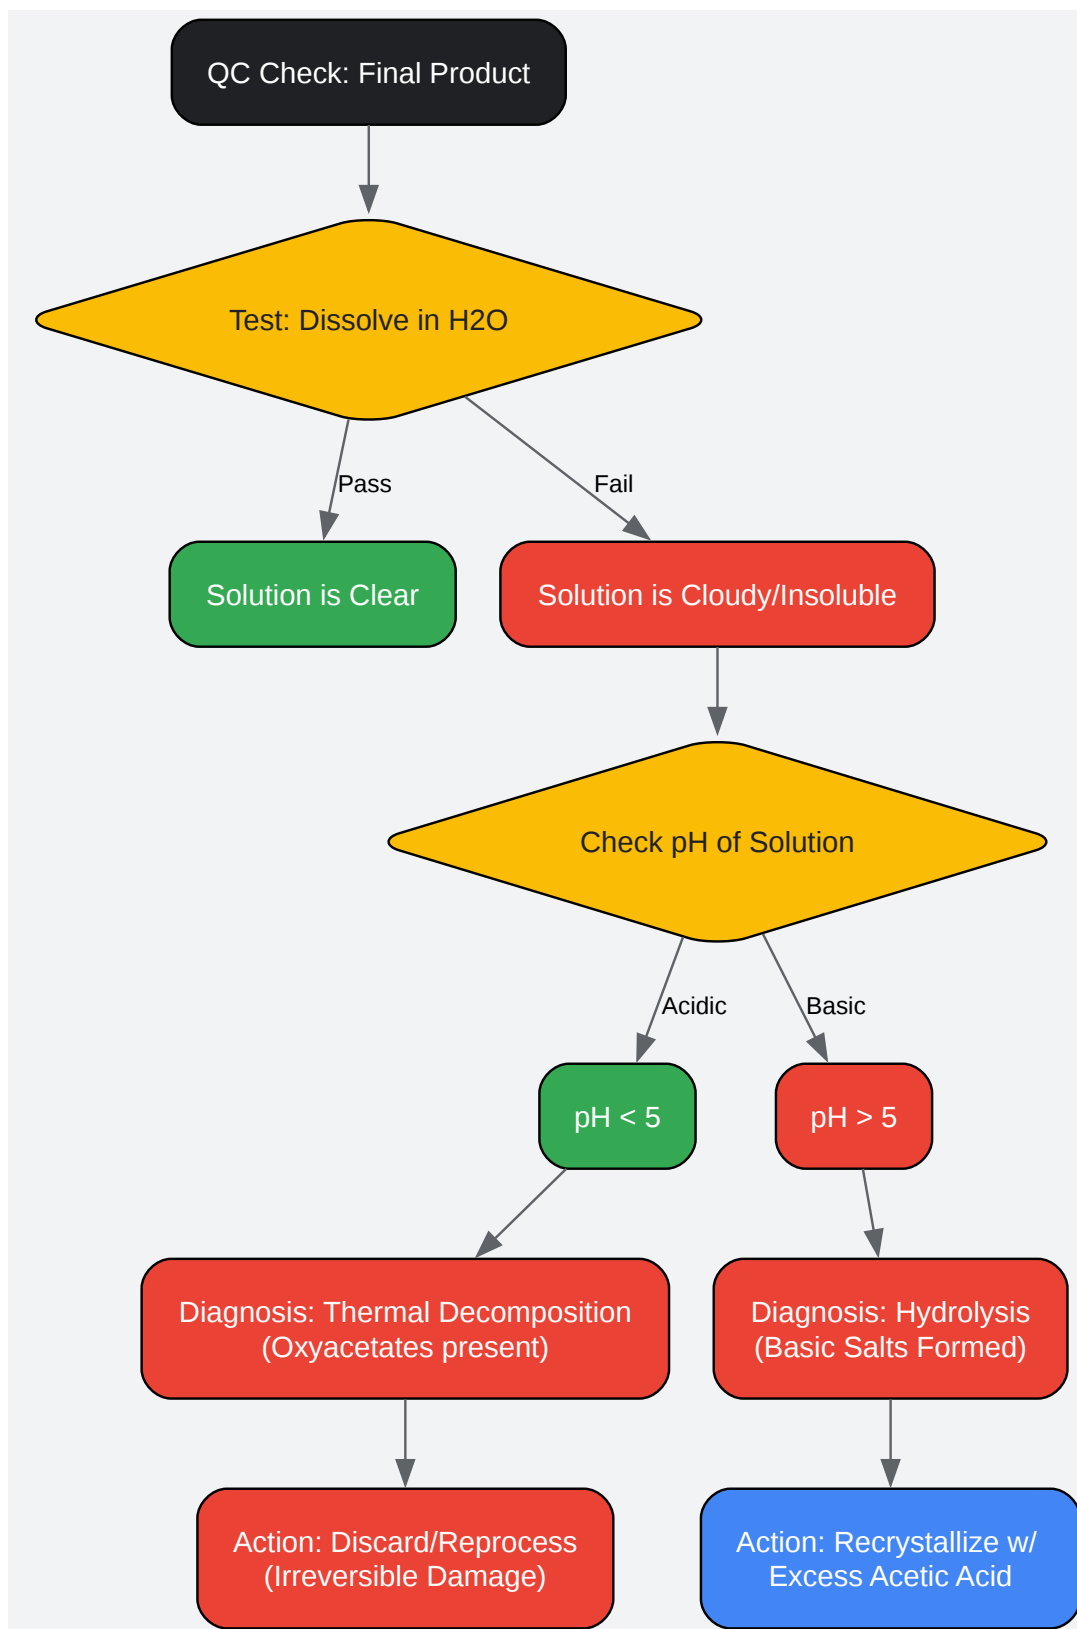 QC Check: Final Product
Test: Dissolve in H2O
Pass
Fail
Solution is Clear
Solution is Cloudy/Insoluble
Check pH of Solution
Acidic
Basic
pH < 5
pH > 5
Diagnosis: Thermal Decomposition
(Oxyacetates present)
Diagnosis: Hydrolysis
(Basic Salts Formed)
Action: Discard/Reprocess
(Irreversible Damage)
Action: Recrystallize w/
Excess Acetic Acid